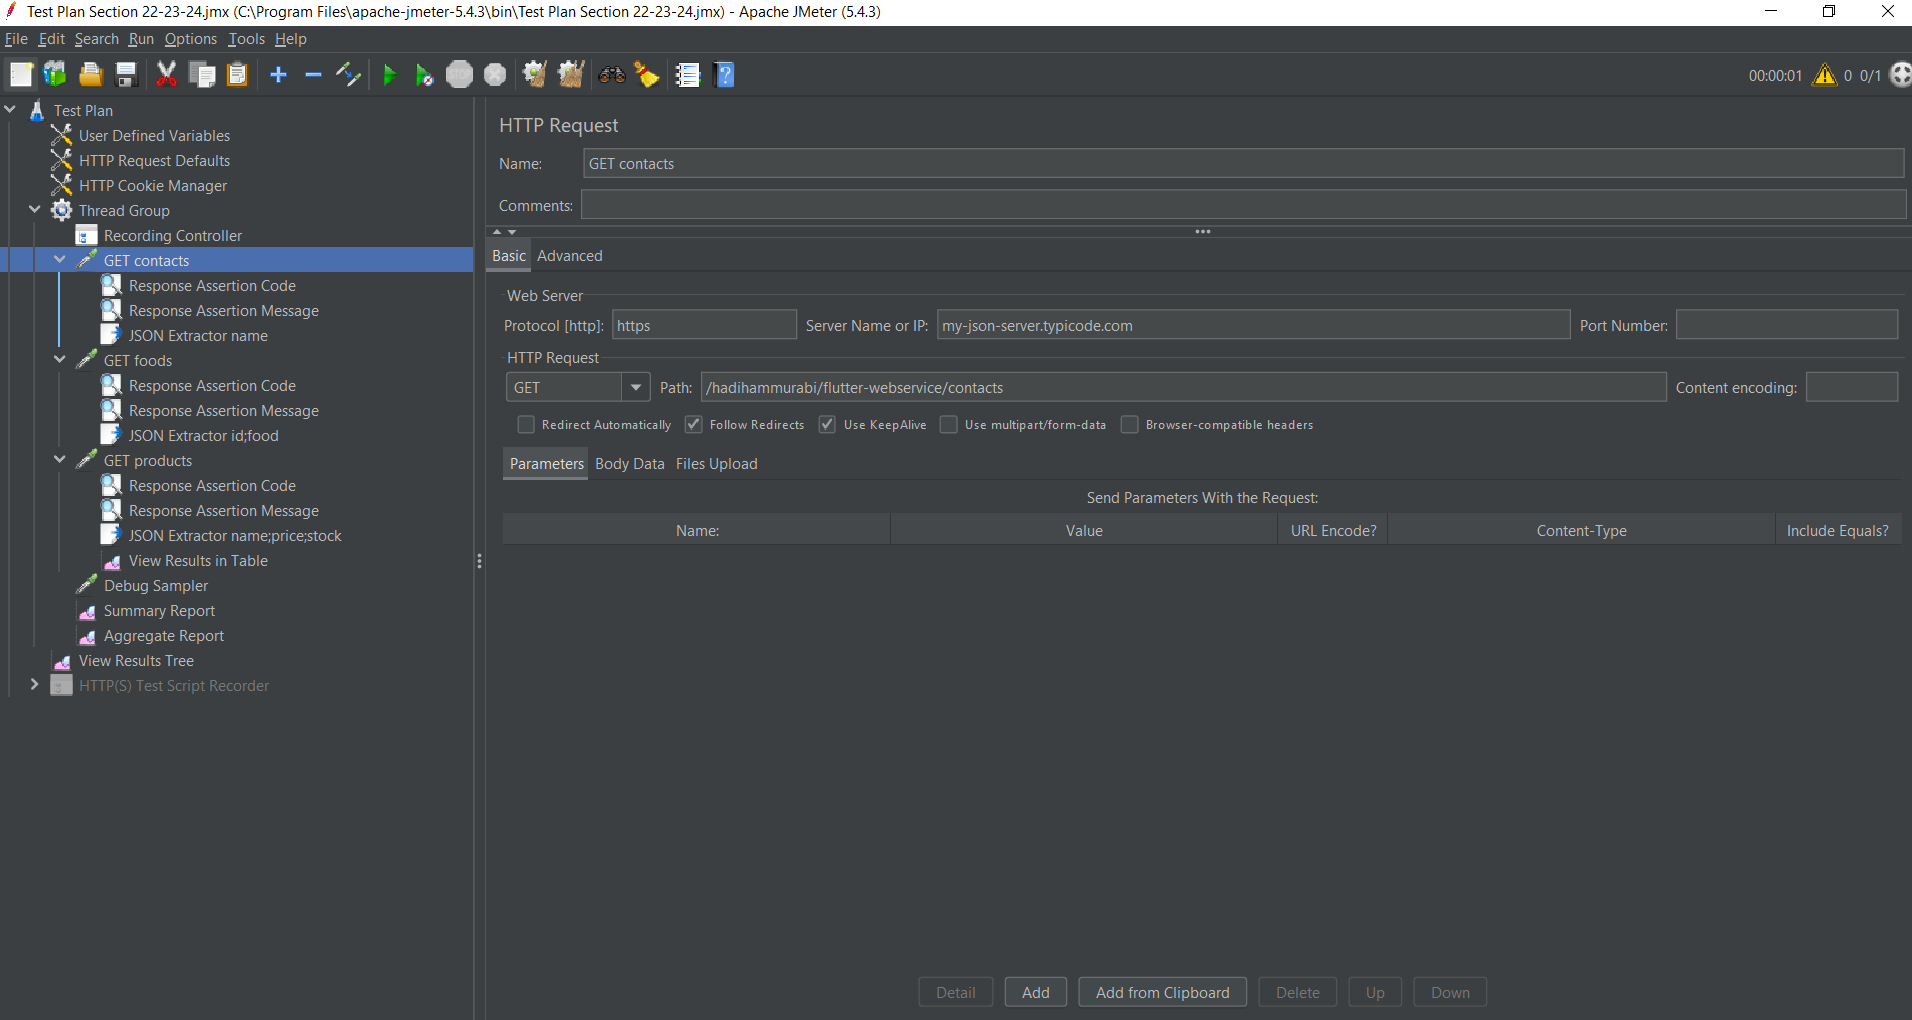 Test Plan Section 22-23-24.jmx (C:\Program Files\apache-jmeter-5.4.3\bin\Test Plan Section 22-23-24.jmx) - Apache JMeter (5.4.3)
File Edit Search Run Options Tools Help
STOP
00:00:01 0 0/1
Test Plan
User Defined Variables
HTTP Request Defaults
HTTP Cookie Manager
Thread Group
Recording Controller
GET contacts
Response Assertion Code
Response Assertion Message
JSON Extractor name
GET foods
Response Assertion Code
Response Assertion Message
JSON Extractor id;food
GET products
Response Assertion Code
Response Assertion Message
JSON Extractor name;price;stock
View Results in Table
Debug Sampler
Summary Report
Aggregate Report
View Results Tree
HTTP(S) Test Script Recorder
HTTP Request
Name: GET contacts
Comments:
Basic Advanced
Web Server
Protocol [http]: https Server Name or IP: my-json-server.typicode.com Port Number:
HTTP Request
GET Path: /hadihammurabi/flutter-webservice/contacts Content encoding:
Redirect Automatically Follow Redirects Use KeepAlive Use multipart/form-data Browser-compatible headers
Parameters Body Data Files Upload
Send Parameters With the Request:
Name: Value URL Encode? Content-Type Include Equals?
Detail Add Add from Clipboard Delete Up Down